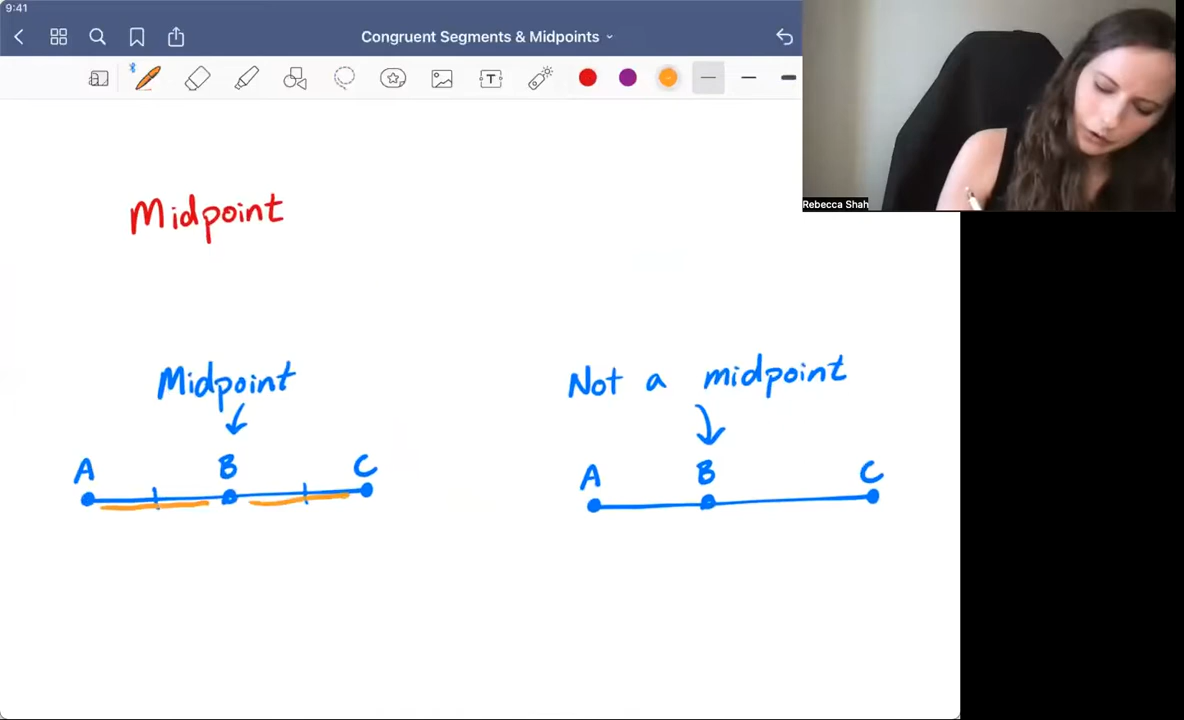 9:41
Congruent Segments & Midpoints
T
Rebecca Shah
Midpoint
Midpoint
Not a midpoint
A B C
A B C